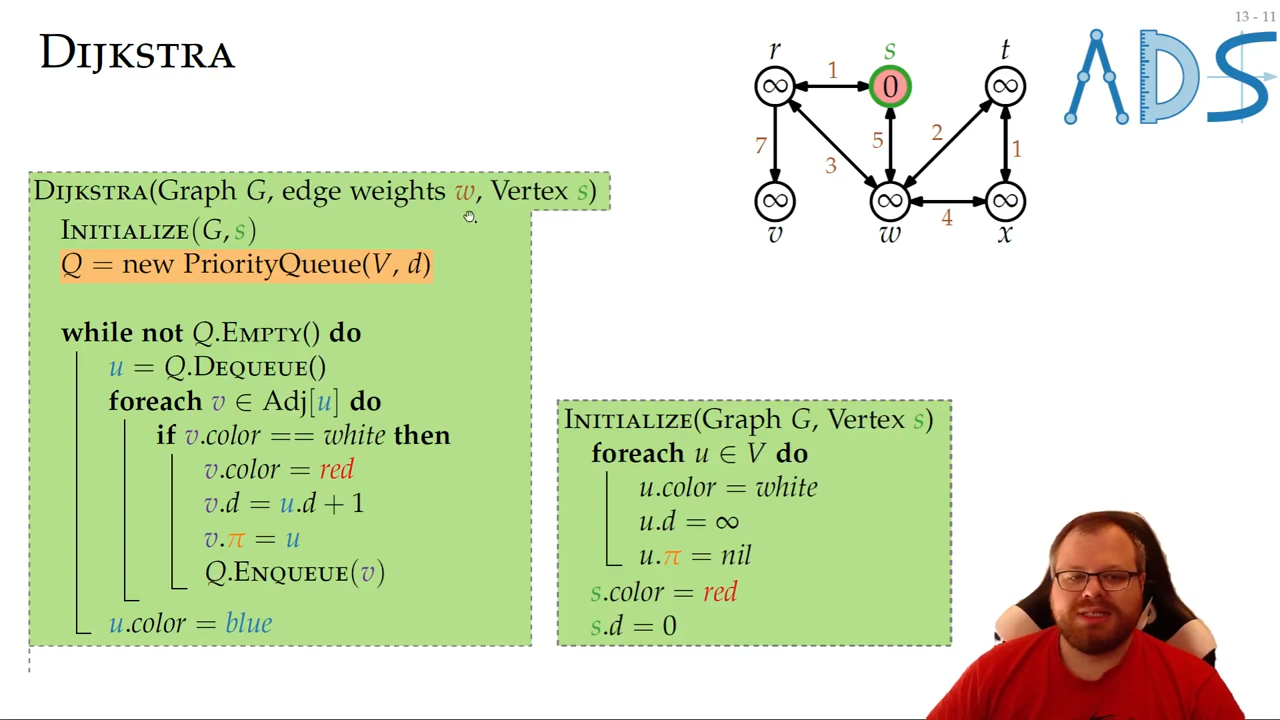 13 - 11
DIJKSTRA
ADS
r s t
1
∞ 0 ∞
7 3 5 2 1
∞ ∞ ∞
4
v w x
DIJKSTRA(Graph G, edge weights w, Vertex s)
INITIALIZE(G, s)
Q = new PriorityQueue(V, d)
while not Q.EMPTY() do
u = Q.DEQUEUE()
foreach v ∈ Adj[u] do
if v.color == white then
v.color = red
v.d = u.d + 1
v.π = u
Q.ENQUEUE(v)
u.color = blue
INITIALIZE(Graph G, Vertex s)
foreach u ∈ V do
u.color = white
u.d = ∞
u.π = nil
s.color = red
s.d = 0